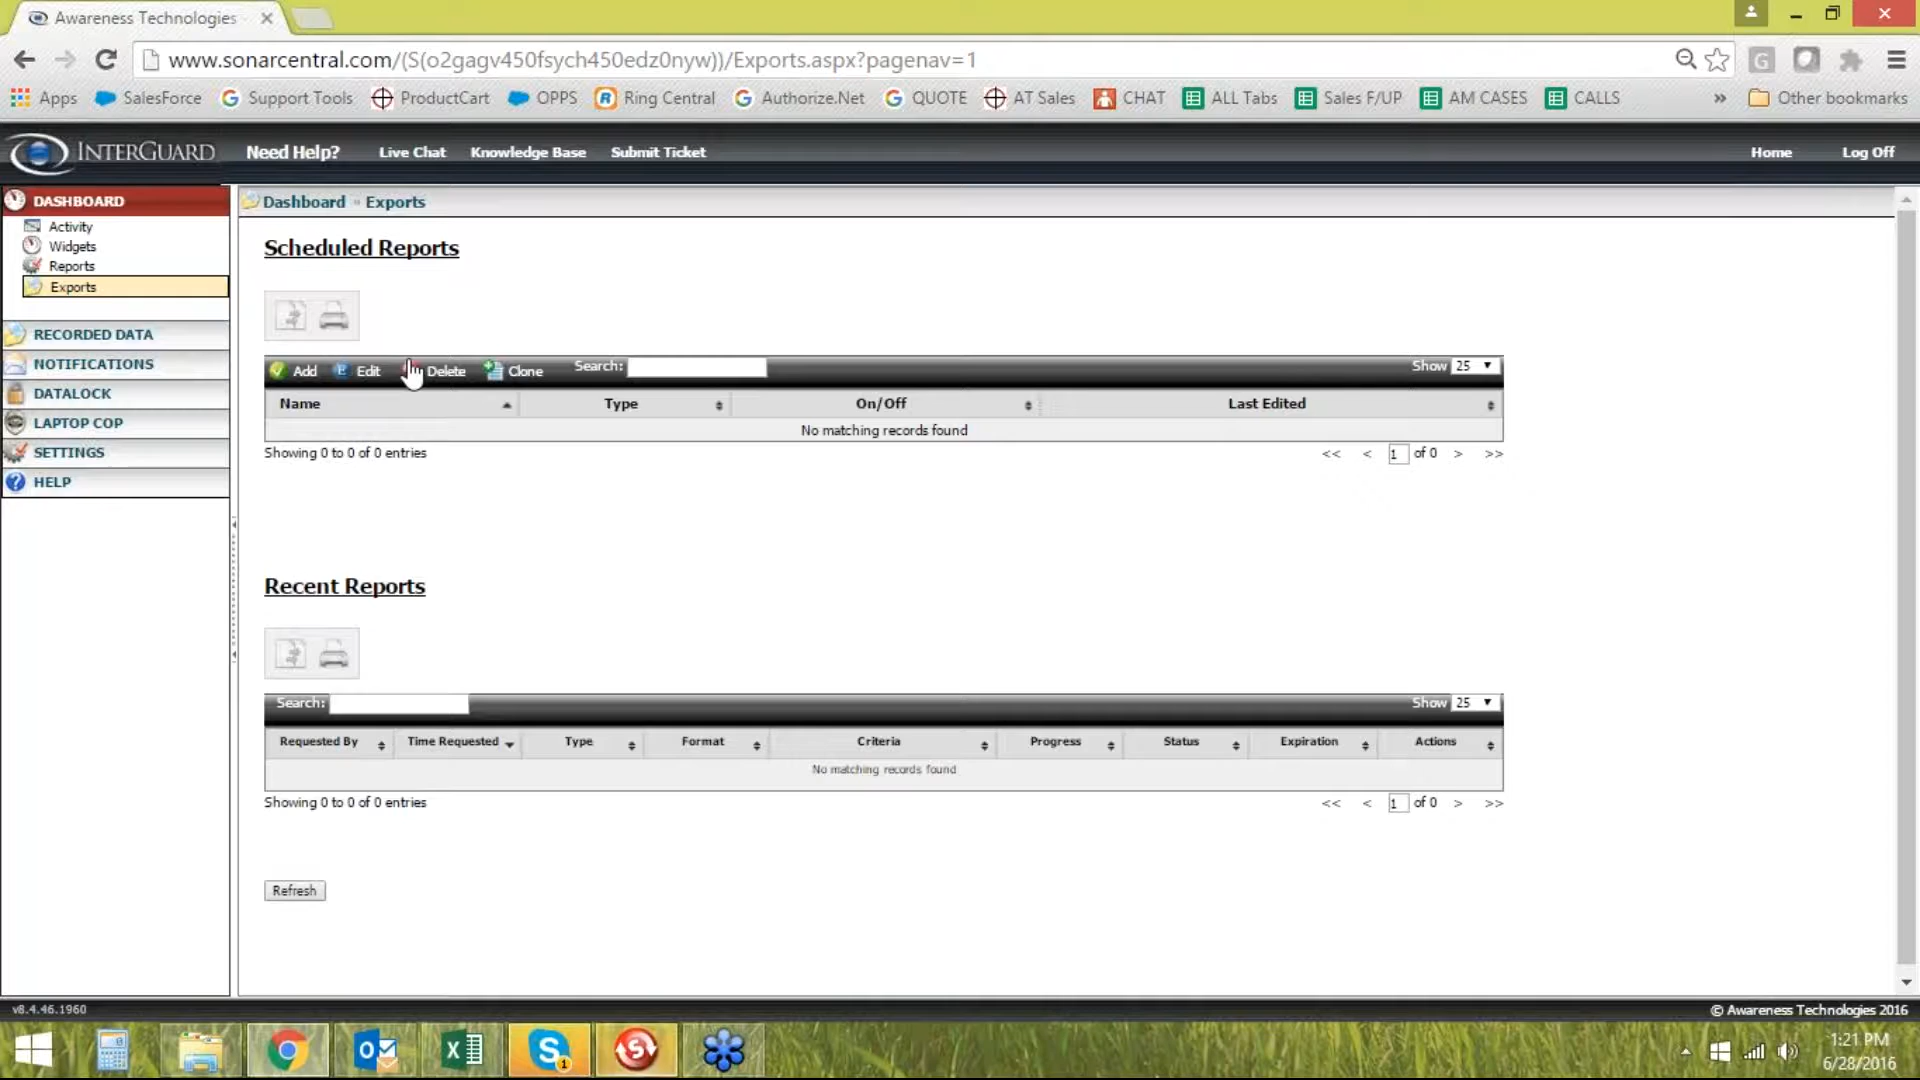 Awareness Technologies
www.sonarcentral.com/(S(o2gagv450fsych450edz0nyw))/Exports.aspx?pagenav=1
Apps SalesForce Support Tools ProductCart OPPS Ring Central Authorize.Net QUOTE AT Sales CHAT ALL Tabs Sales F/UP AM CASES CALLS » Other bookmarks
INTERGUARD Need Help? Live Chat Knowledge Base Submit Ticket Home Log Off
DASHBOARD
Activity
Widgets
Reports
Exports
RECORDED DATA
NOTIFICATIONS
DATALOCK
LAPTOP COP
SETTINGS
HELP
Dashboard Exports
Scheduled Reports
Add Edit Delete Clone Search: Show 25
Name Type On/Off Last Edited
No matching records found
Showing 0 to 0 of 0 entries << < 1 of 0 > >>
Recent Reports
Search: Show 25
Requested By Time Requested Type Format Criteria Progress Status Expiration Actions
No matching records found
Showing 0 to 0 of 0 entries << < 1 of 0 > >>
Refresh
v8.4.46.1960 © Awareness Technologies 2016
1:21 PM
6/28/2016